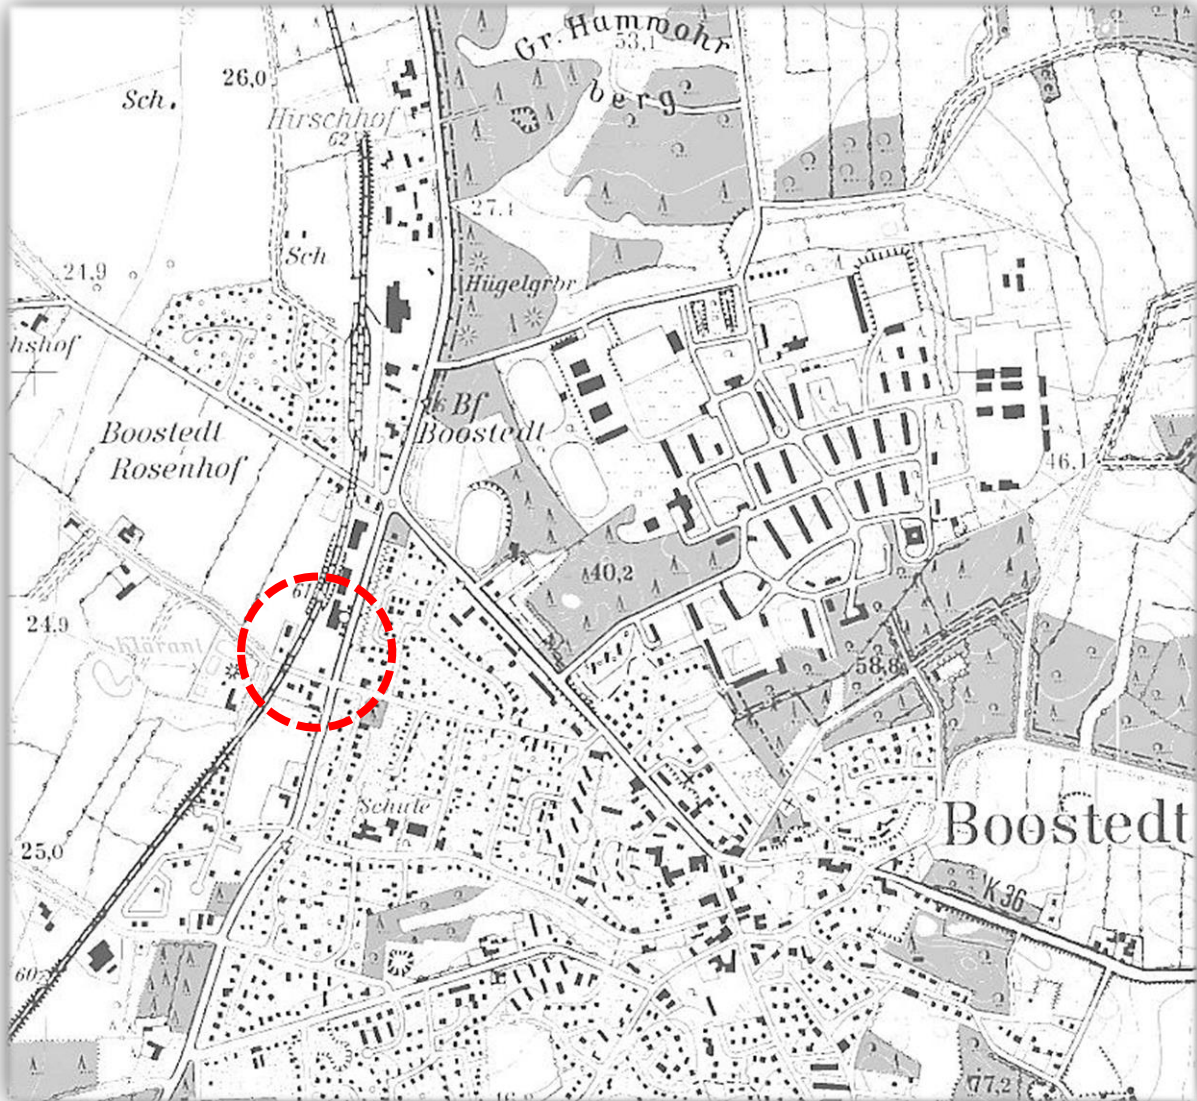 Gr. Hammohr
53,1
berg
26,0
Sch.
Hirschhof
62
27,1
Sch
24,9
Hügelgrbr
hshof
Bf
Boostedt
Boostedt
Rosenhof
46,1
40,2
61
24,9
Kläranl
58,8
Schule
Boostedt
25,0
K 36
60
77,2